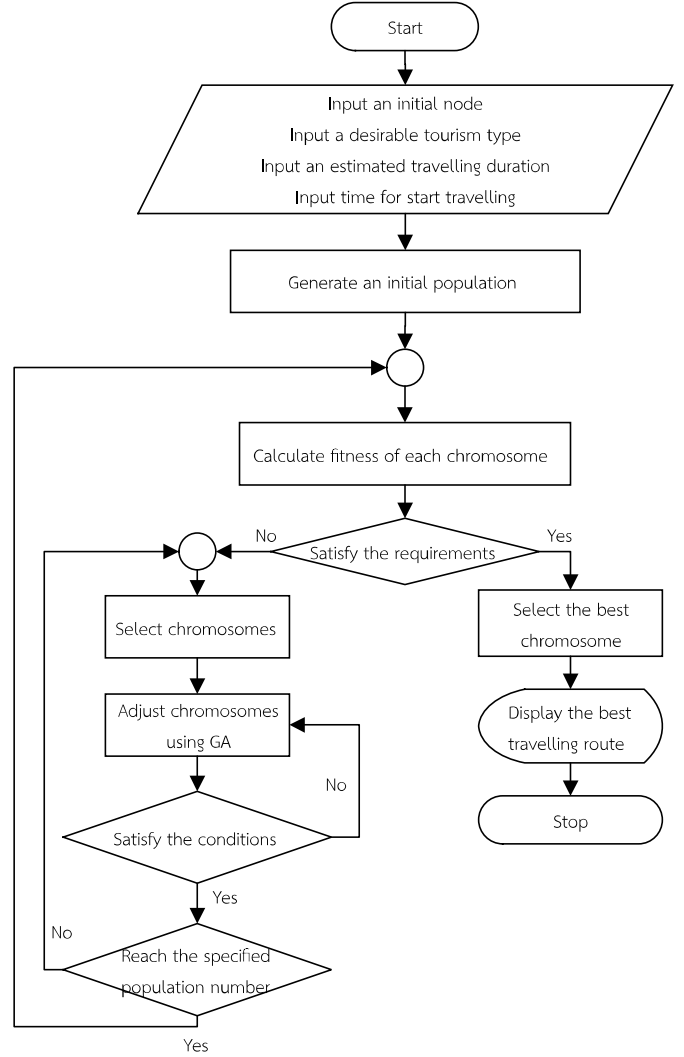 Start
Input an initial node
Input a desirable tourism type
Input an estimated travelling duration
Input time for start travelling
Generate an initial population
Calculate fitness of each chromosome
No
Satisfy the requirements
Yes
Select chromosomes
Select the best
chromosome
Adjust chromosomes
using GA
Display the best
travelling route
No
Satisfy the conditions
Stop
Yes
No
Reach the specified
population number
Yes